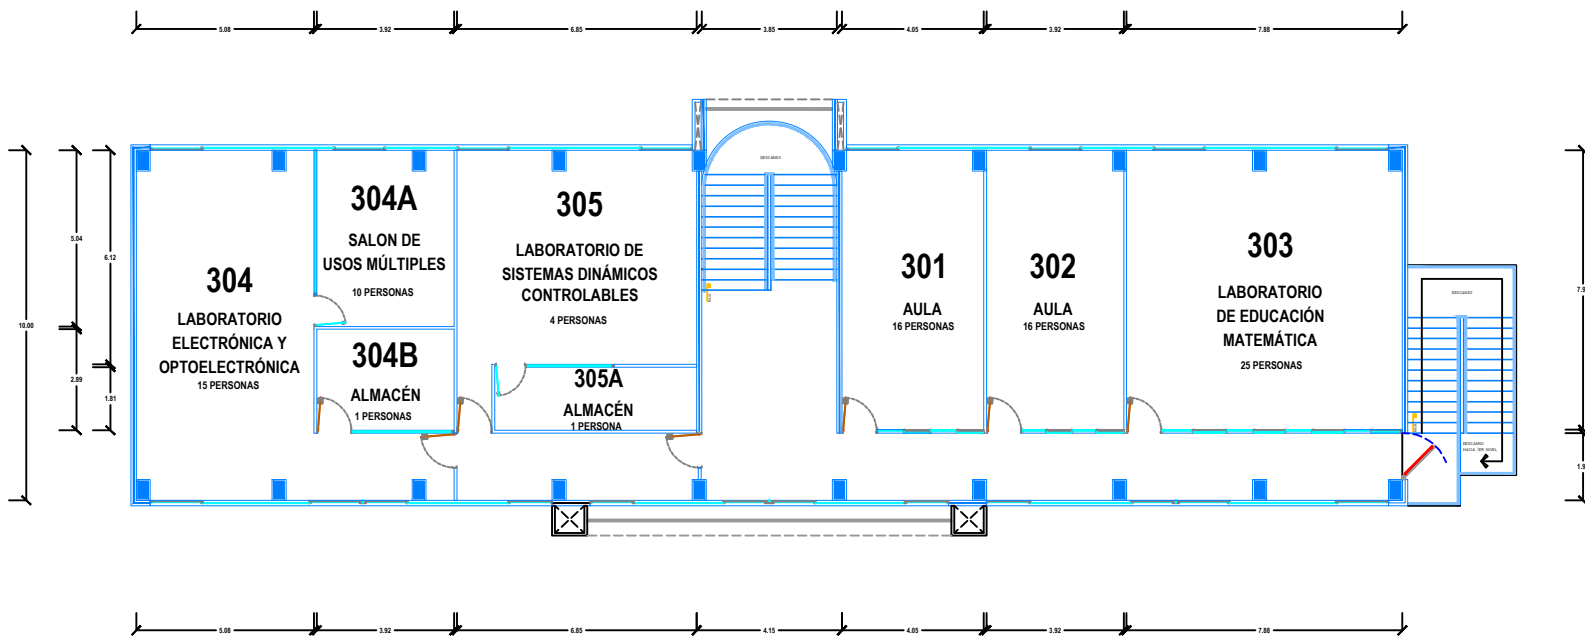 5.08
3.92
6.85
3.85
4.05
3.92
7.88
DESCANSO
304A
SALON DE
USOS MÚLTIPLES
10 PERSONAS
305
LABORATORIO DE
SISTEMAS DINÁMICOS
CONTROLABLES
4 PERSONAS
304
LABORATORIO
ELECTRÓNICA Y
OPTOELECTRÓNICA
15 PERSONAS
304B
ALMACÉN
1 PERSONAS
305A
ALMACÉN
1 PERSONA
301
AULA
16 PERSONAS
302
AULA
16 PERSONAS
303
LABORATORIO
DE EDUCACIÓN
MATEMÁTICA
25 PERSONAS
DESCANSO
DESCANSO
10.00
5.04
2.89
6.12
1.81
7.9
1.9
5.08
3.92
6.85
4.15
4.05
3.92
7.88